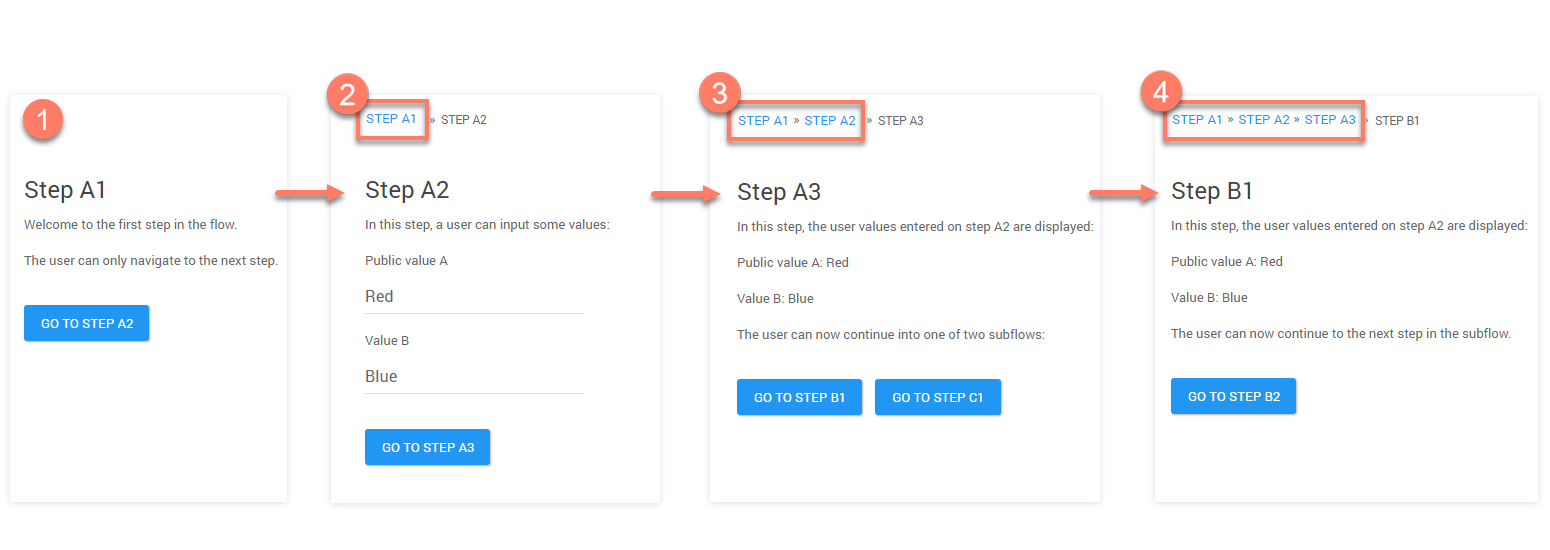 1
Step A1
Welcome to the first step in the flow.
The user can only navigate to the next step.
GO TO STEP A2
2
STEP A1 » STEP A2
Step A2
In this step, a user can input some values:
Public value A
Red
Value B
Blue
GO TO STEP A3
3
STEP A1 » STEP A2 » STEP A3
Step A3
In this step, the user values entered on step A2 are displayed:
Public value A: Red
Value B: Blue
The user can now continue into one of two subflows:
GO TO STEP B1 GO TO STEP C1
4
STEP A1 » STEP A2 » STEP A3 » STEP B1
Step B1
In this step, the user values entered on step A2 are displayed:
Public value A: Red
Value B: Blue
The user can now continue to the next step in the subflow.
GO TO STEP B2